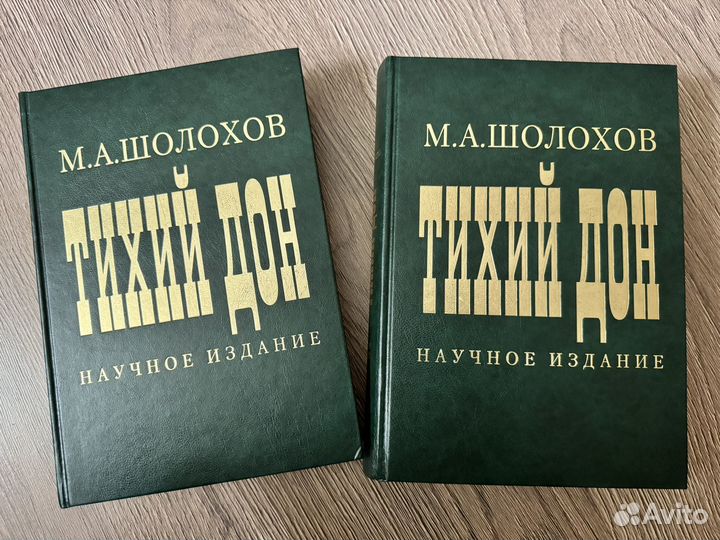 М.А.ШОЛОХОВ
ТИХИЙ ДОН
НАУЧНОЕ ИЗДАНИЕ
М.А.ШОЛОХОВ
ТИХИЙ ДОН
НАУЧНОЕ ИЗДАНИЕ
Avito